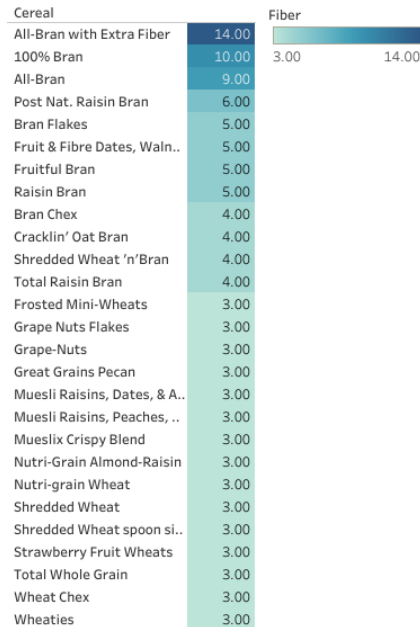 Cereal
All-Bran with Extra Fiber 14.00
100% Bran 10.00
All-Bran 9.00
Post Nat. Raisin Bran 6.00
Bran Flakes 5.00
Fruit & Fibre Dates, Waln.. 5.00
Fruitful Bran 5.00
Raisin Bran 5.00
Bran Chex 4.00
Cracklin' Oat Bran 4.00
Shredded Wheat 'n'Bran 4.00
Total Raisin Bran 4.00
Frosted Mini-Wheats 3.00
Grape Nuts Flakes 3.00
Grape-Nuts 3.00
Great Grains Pecan 3.00
Muesli Raisins, Dates, & A.. 3.00
Muesli Raisins, Peaches, .. 3.00
Mueslix Crispy Blend 3.00
Nutri-Grain Almond-Raisin 3.00
Nutri-grain Wheat 3.00
Shredded Wheat 3.00
Shredded Wheat spoon si.. 3.00
Strawberry Fruit Wheats 3.00
Total Whole Grain 3.00
Wheat Chex 3.00
Wheaties 3.00
Fiber
3.00 14.00